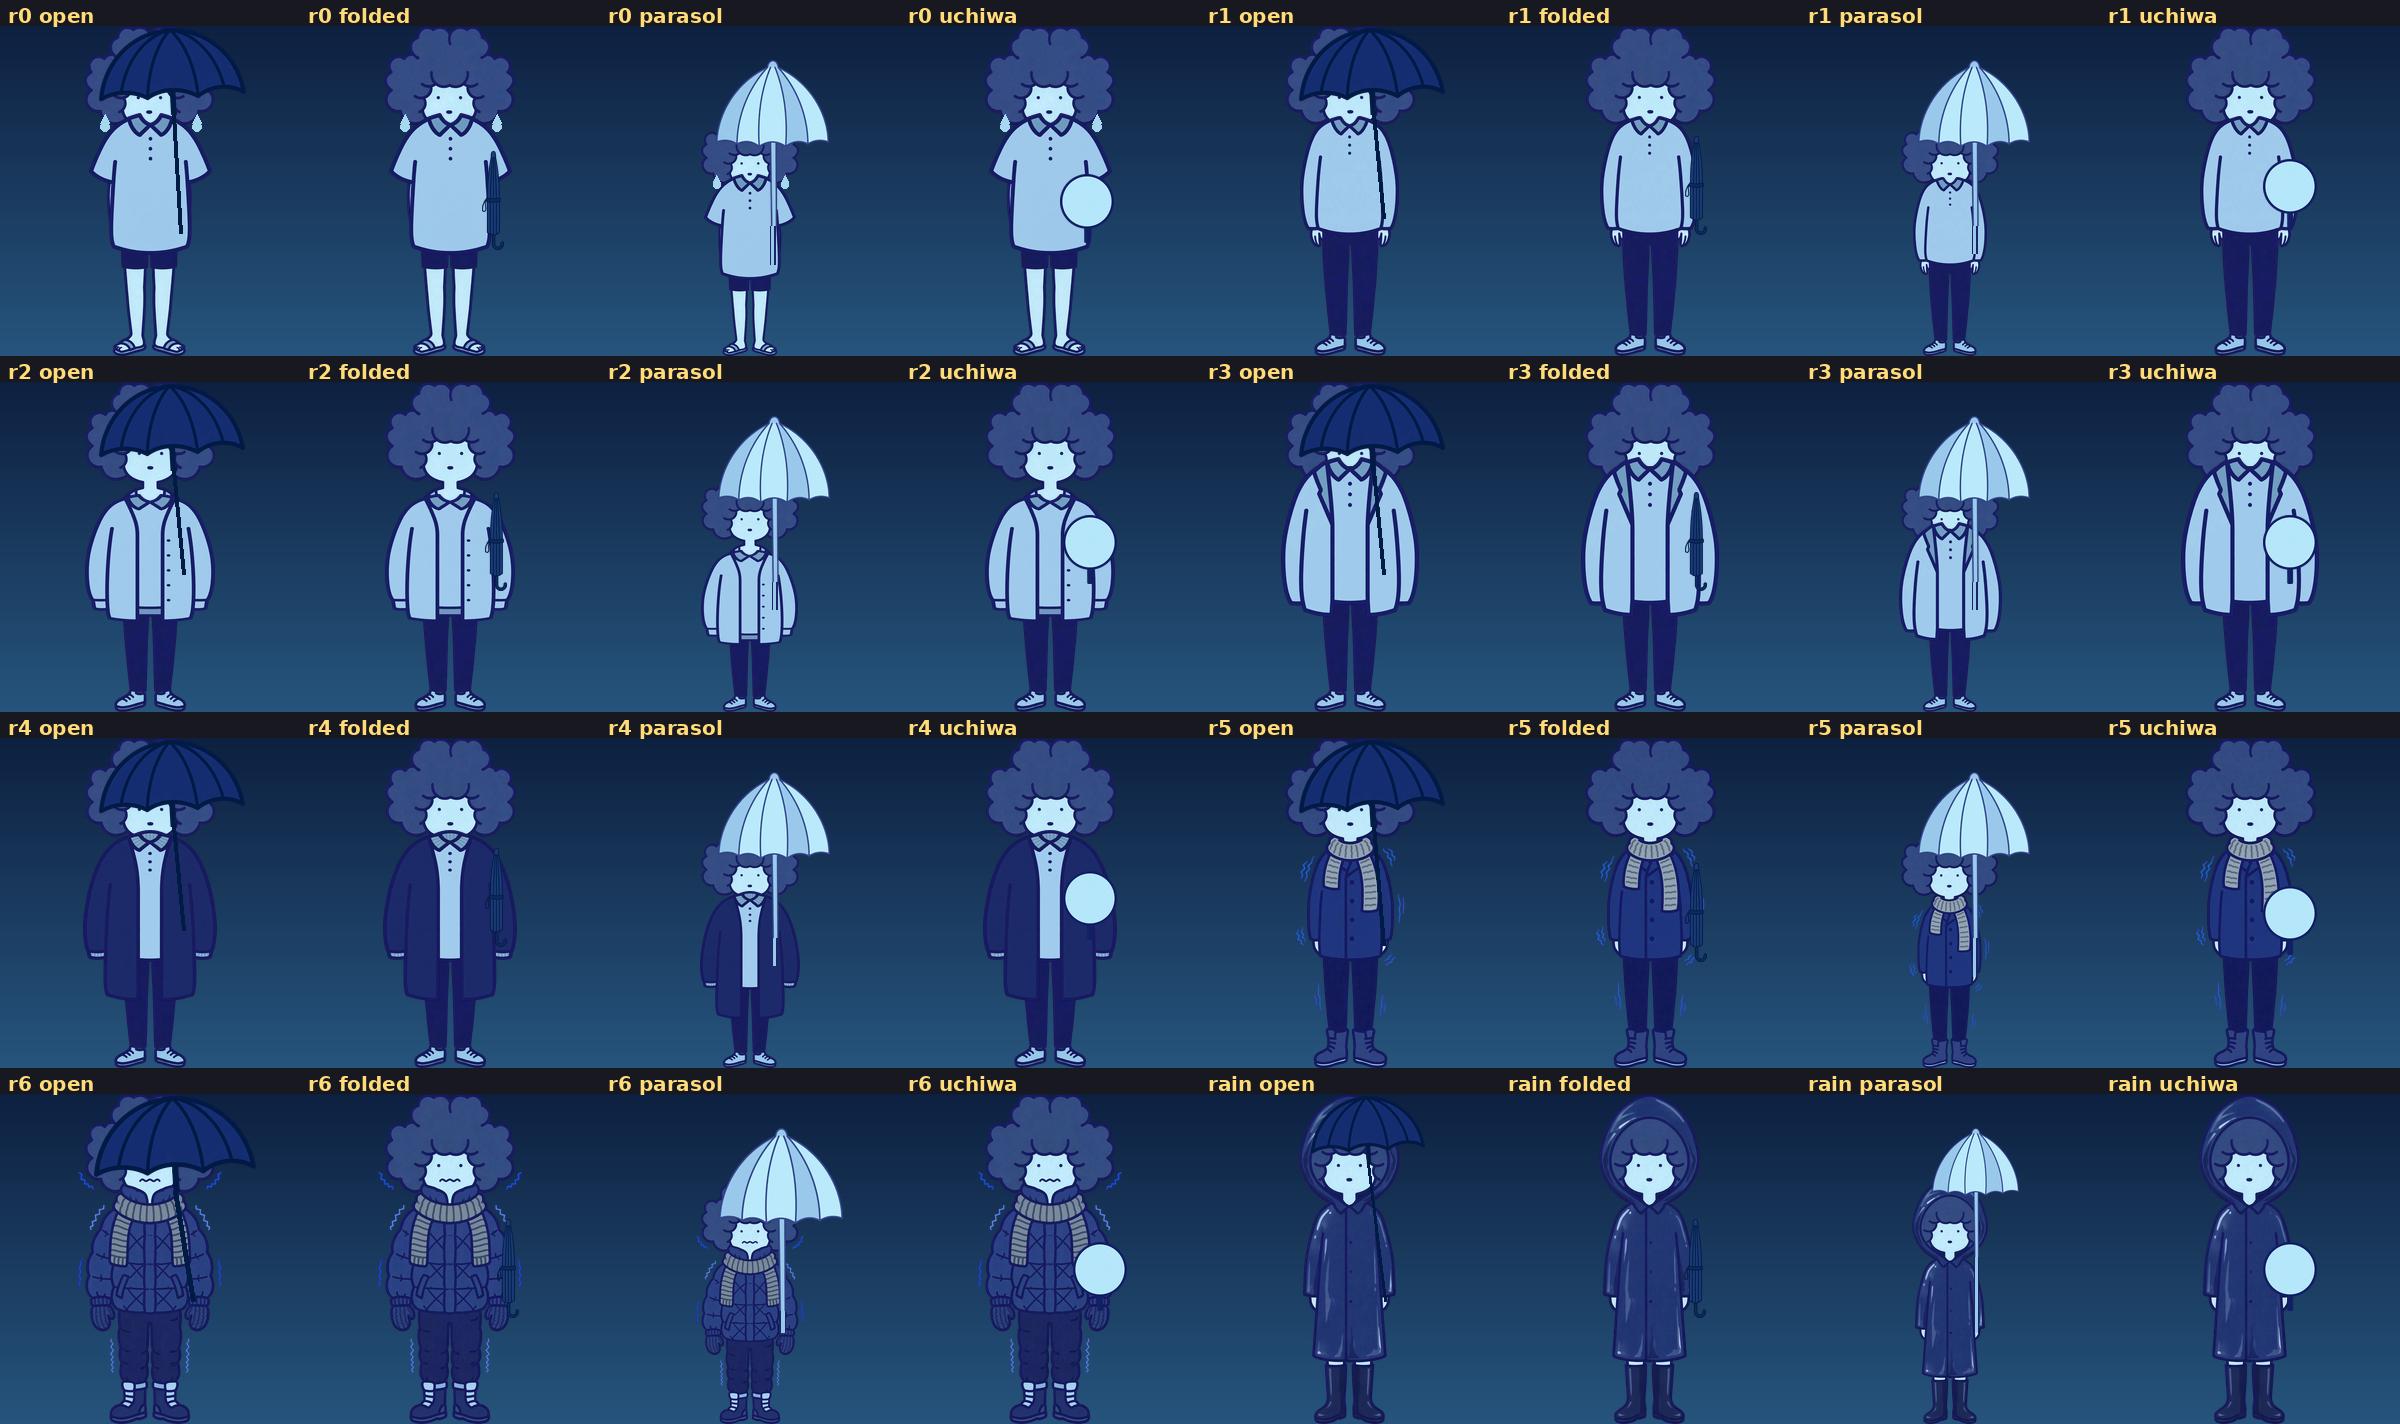 r0 open r0 folded r0 parasol r0 uchiwa r1 open r1 folded r1 parasol r1 uchiwa
r2 open r2 folded r2 parasol r2 uchiwa r3 open r3 folded r3 parasol r3 uchiwa
r4 open r4 folded r4 parasol r4 uchiwa r5 open r5 folded r5 parasol r5 uchiwa
r6 open r6 folded r6 parasol r6 uchiwa rain open rain folded rain parasol rain uchiwa